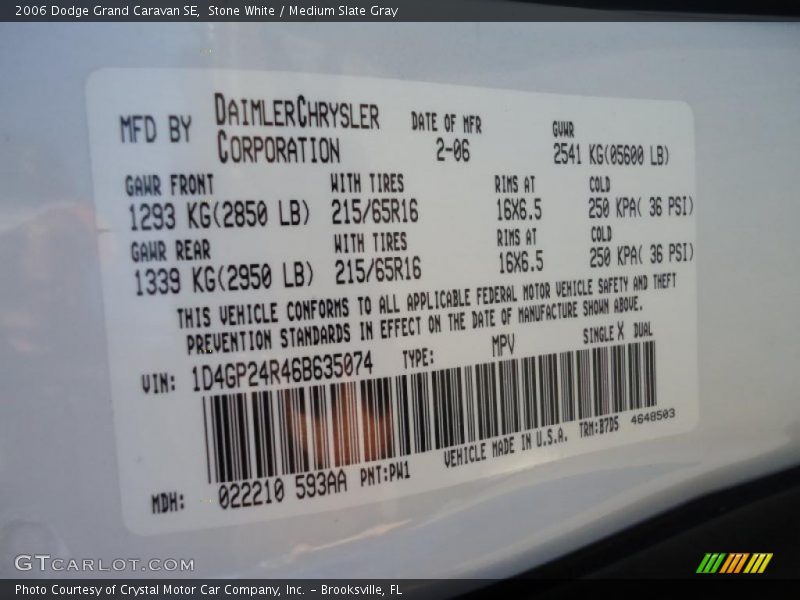 2006 Dodge Grand Caravan SE,  Stone White / Medium Slate Gray
MFD BY DAIMLERCHRYSLER CORPORATION
DATE OF MFR 2-06
GVWR 2541 KG(05600 LB)
GAWR FRONT WITH TIRES RIMS AT COLD
1293 KG(2850 LB) 215/65R16 16X6.5 250 KPA( 36 PSI)
GAWR REAR WITH TIRES RIMS AT COLD
1339 KG(2950 LB) 215/65R16 16X6.5 250 KPA( 36 PSI)
THIS VEHICLE CONFORMS TO ALL APPLICABLE FEDERAL MOTOR VEHICLE SAFETY AND THEFT
PREVENTION STANDARDS IN EFFECT ON THE DATE OF MANUFACTURE SHOWN ABOVE.
VIN: 1D4GP24R46B635074 TYPE: MPV SINGLE X DUAL
MDH: 022210 593AA PNT:PW1 VEHICLE MADE IN U.S.A. TRM:B7D5 4648503
GTCARLOT.COM
Photo Courtesy of Crystal Motor Car Company, Inc. – Brooksville, FL